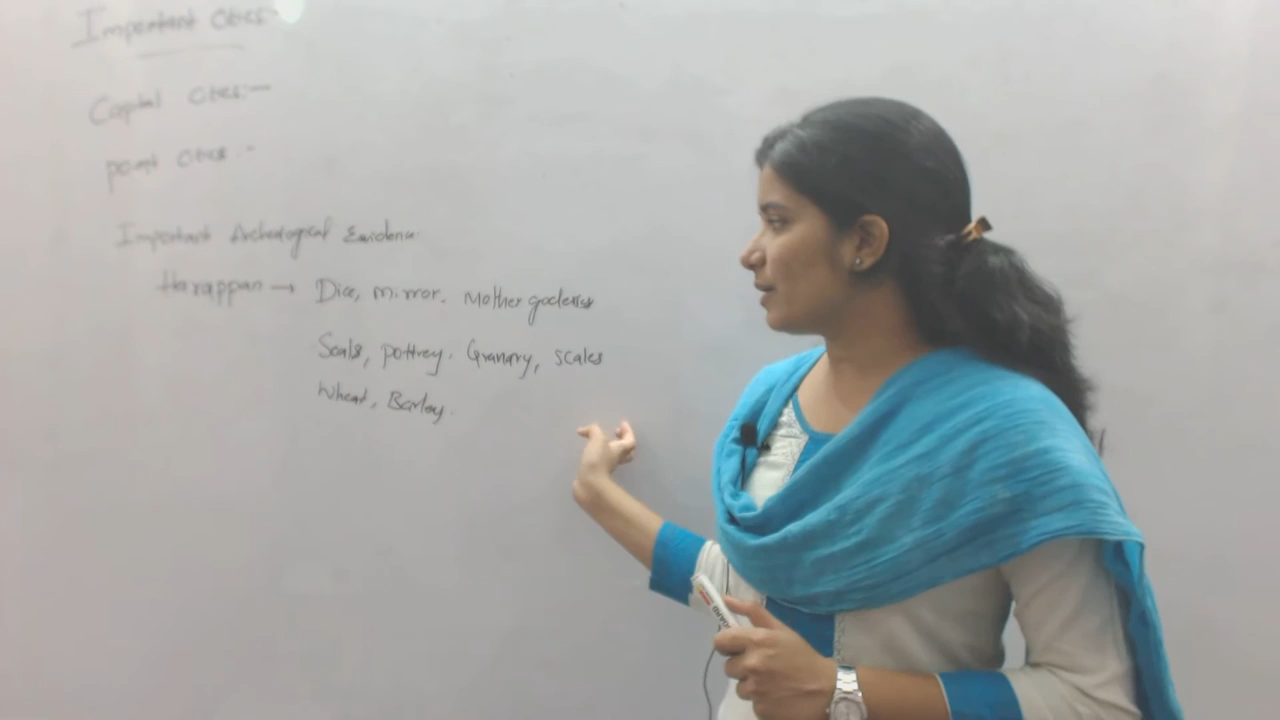 Important Cities:-
Capital Cities:-
port Cities:-
Important Archeological Evidence
Harappan → Dice, mirror. Mother goddess
Seals, pottrey. Granary, scales
Wheat, Barley.